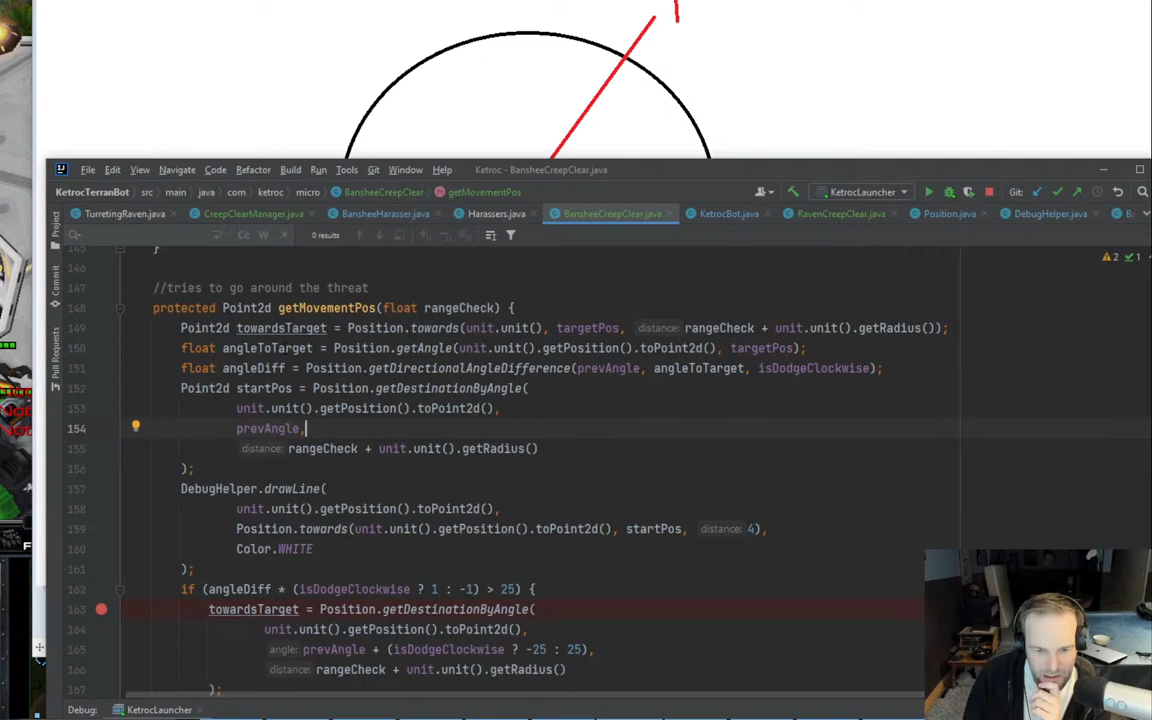 File Edit View Navigate Code Refactor Build Run Tools Git Window Help Ketroc - BansheeCreepClear.java
KetrocTerranBot src main java com ketroc micro BansheeCreepClear getMovementPos KetrocLauncher Git:
TurretingRaven.java CreepClearManager.java BansheeHarasser.java Harassers.java BansheeCreepClear.java KetrocBot.java RavenCreepClear.java Position.java DebugHelper.java
Cc W .* 0 results
Project
Commit
Pull Requests
145 }
2 1
146
//tries to go around the threat
148 protected Point2d getMovementPos(float rangeCheck) {
149 Point2d towardsTarget = Position.towards(unit.unit(), targetPos, distance: rangeCheck + unit.unit().getRadius());
150 float angleToTarget = Position.getAngle(unit.unit().getPosition().toPoint2d(), targetPos);
151 float angleDiff = Position.getDirectionalAngleDifference(prevAngle, angleToTarget, isDodgeClockwise);
152 Point2d startPos = Position.getDestinationByAngle(
153 unit.unit().getPosition().toPoint2d(),
154 prevAngle,
155 distance: rangeCheck + unit.unit().getRadius()
156 );
157 DebugHelper.drawLine(
158 unit.unit().getPosition().toPoint2d(),
159 Position.towards(unit.unit().getPosition().toPoint2d(), startPos, distance: 4),
160 Color.WHITE
161 );
162 if (angleDiff * (isDodgeClockwise ? 1 : -1) > 25) {
163 towardsTarget = Position.getDestinationByAngle(
164 unit.unit().getPosition().toPoint2d(),
165 angle: prevAngle + (isDodgeClockwise ? -25 : 25),
166 distance: rangeCheck + unit.unit().getRadius()
167 );
Debug: KetrocLauncher